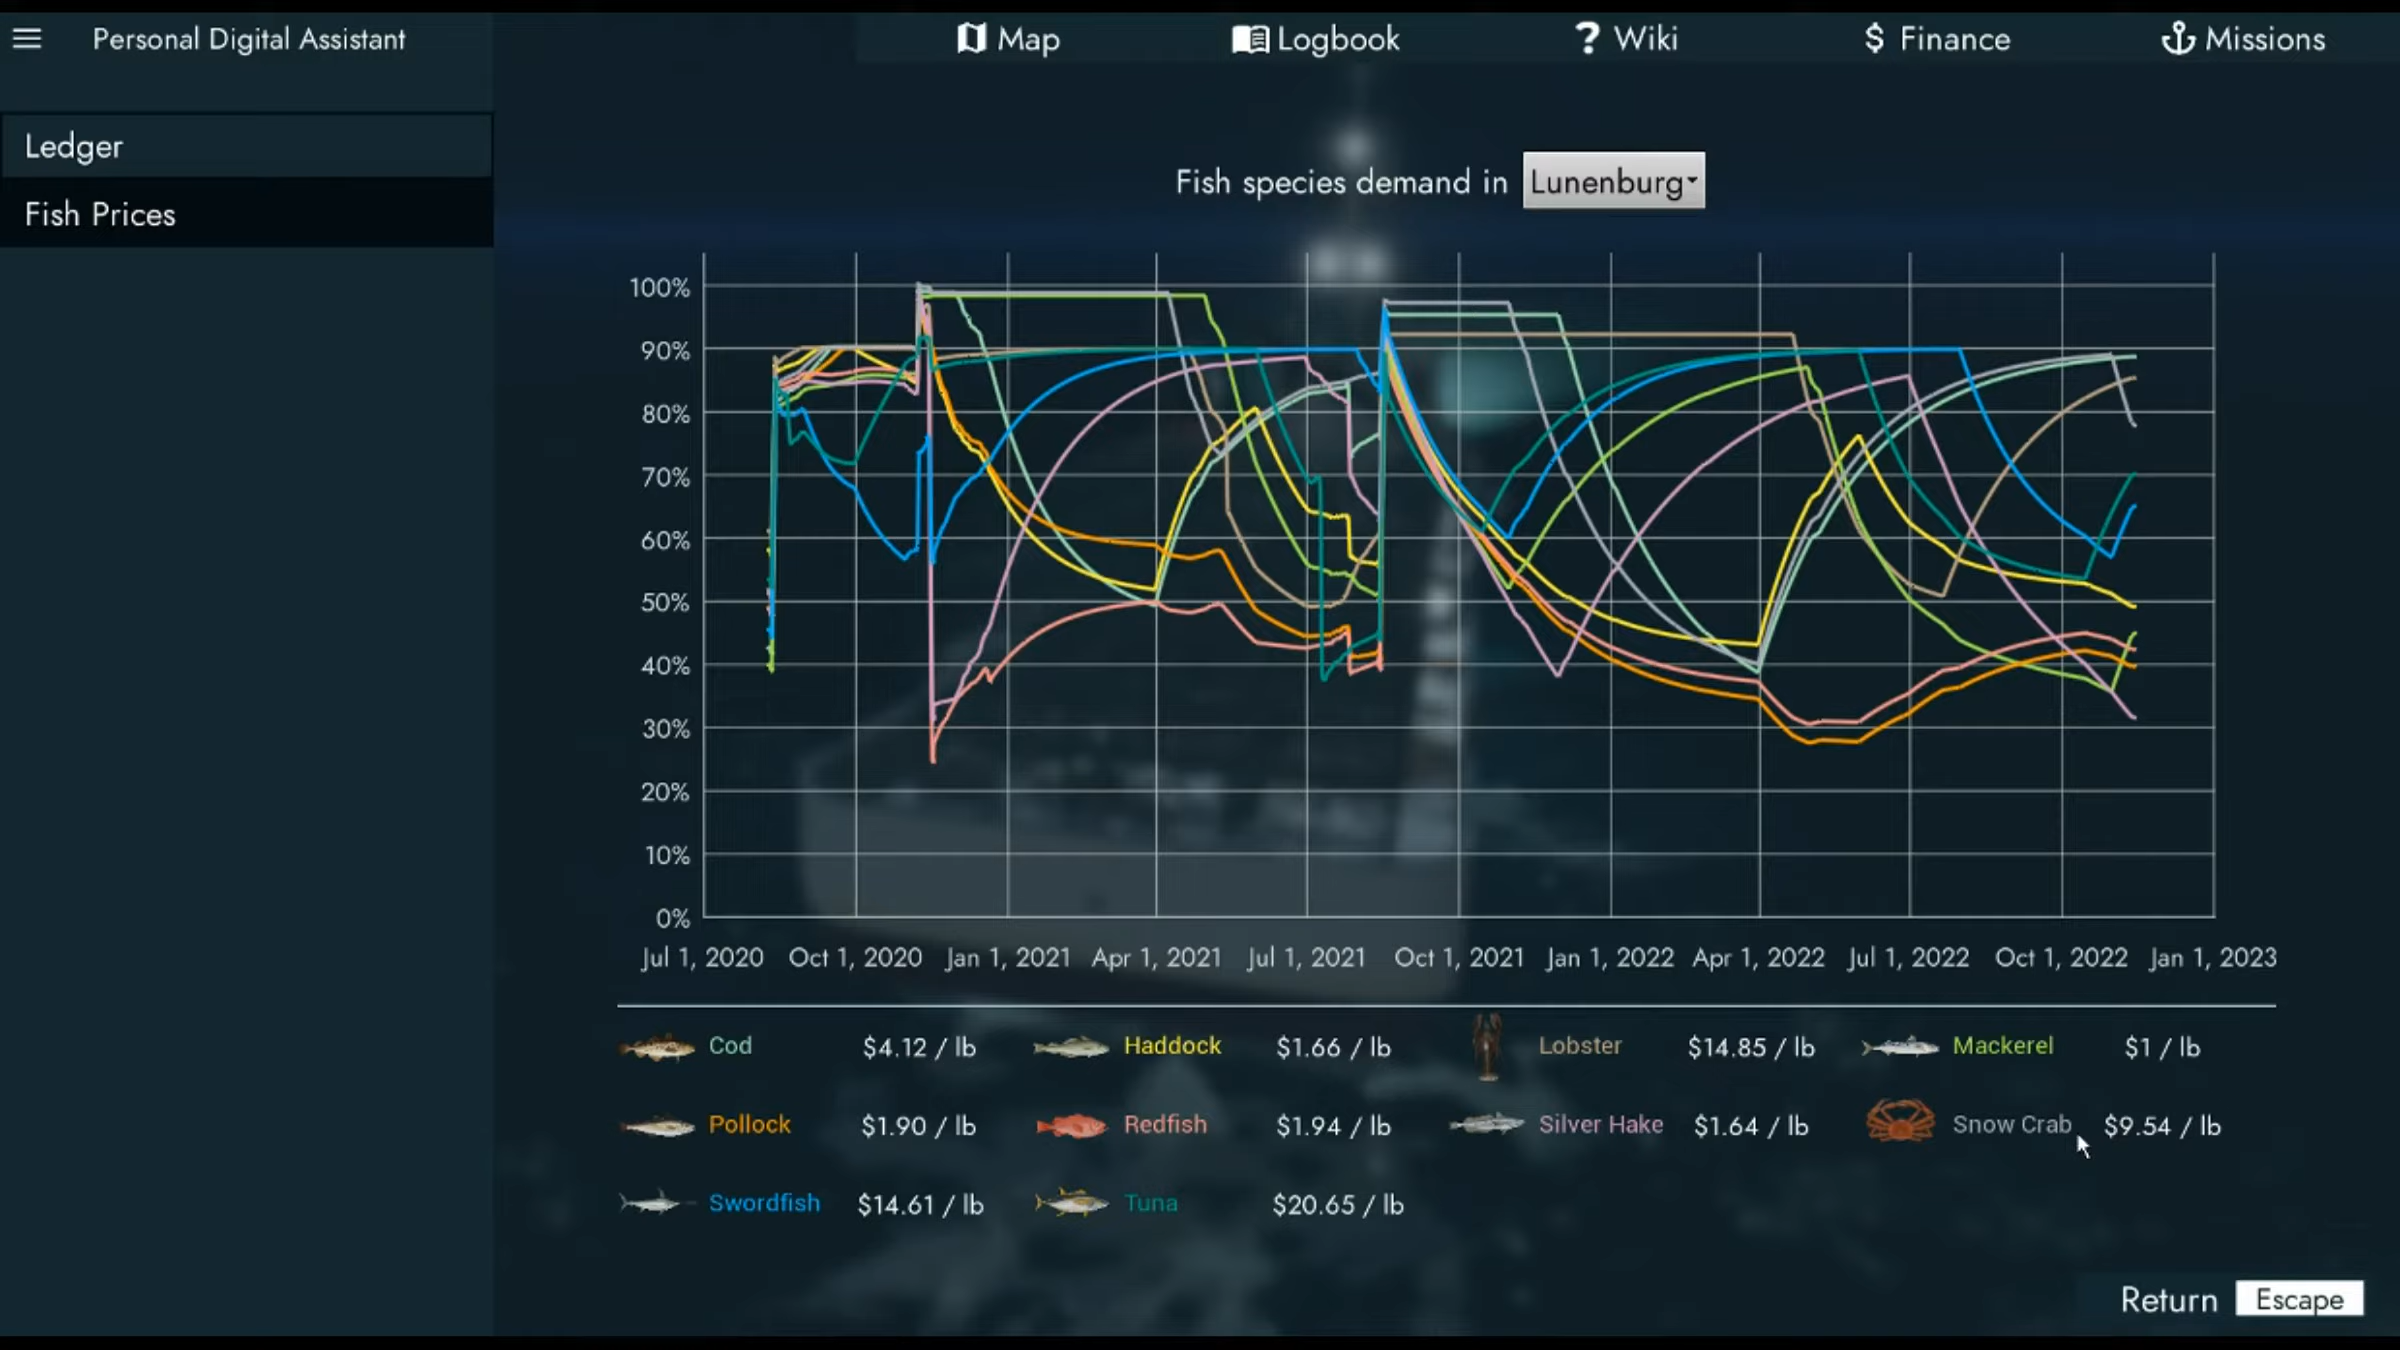 Personal Digital Assistant
Map
Logbook
? Wiki
$ Finance
Missions
Ledger
Fish Prices
Fish species demand in Lunenburg
100%
90%
80%
70%
60%
50%
40%
30%
20%
10%
0%
Jul 1, 2020 Oct 1, 2020 Jan 1, 2021 Apr 1, 2021 Jul 1, 2021 Oct 1, 2021 Jan 1, 2022 Apr 1, 2022 Jul 1, 2022 Oct 1, 2022 Jan 1, 2023
Cod $4.12 / lb Haddock $1.66 / lb Lobster $14.85 / lb Mackerel $1 / lb
Pollock $1.90 / lb Redfish $1.94 / lb Silver Hake $1.64 / lb Snow Crab $9.54 / lb
Swordfish $14.61 / lb Tuna $20.65 / lb
Return Escape